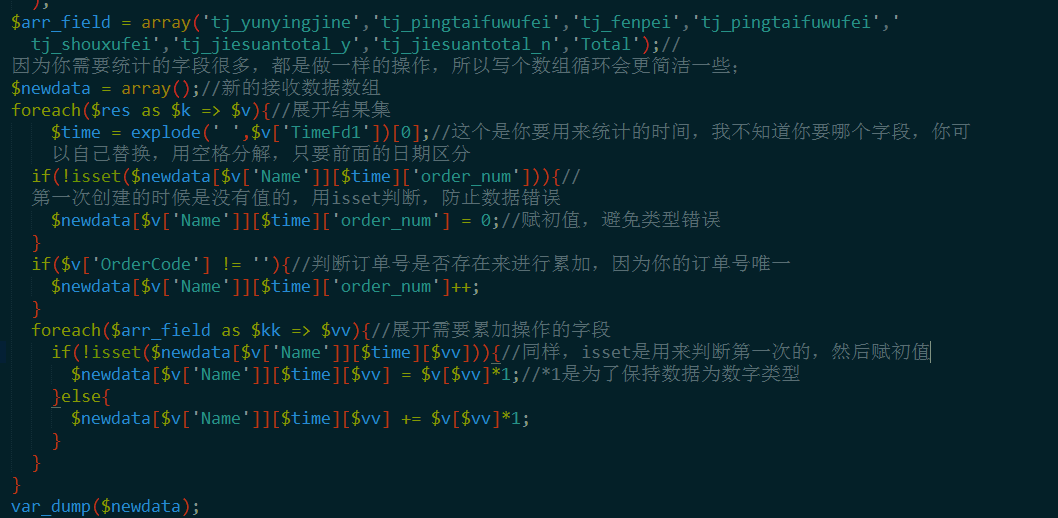 );
$arr_field = array('tj_yunyingjine','tj_pingtaifuwufei','tj_fenpei','tj_pingtaifuwufei','
tj_shouxufei','tj_jiesuantotal_y','tj_jiesuantotal_n','Total');//
因为你需要统计的字段很多，都是做一样的操作，所以写个数组循环会更简洁一些；
$newdata = array();//新的接收数据数组
foreach($res as $k => $v){//展开结果集
$time = explode(' ',$v['TimeFd1'])[0];//这个是你要用来统计的时间，我不知道你要哪个字段，你可
以自己替换，用空格分解，只要前面的日期区分
if(!isset($newdata[$v['Name']][$time]['order_num'])){//
第一次创建的时候是没有值的，用isset判断，防止数据错误
$newdata[$v['Name']][$time]['order_num'] = 0;//赋初值，避免类型错误
}
if($v['OrderCode'] != ''){//判断订单号是否存在来进行累加，因为你的订单号唯一
$newdata[$v['Name']][$time]['order_num']++;
}
foreach($arr_field as $kk => $vv){//展开需要累加操作的字段
if(!isset($newdata[$v['Name']][$time][$vv])){//同样，isset是用来判断第一次的，然后赋初值
$newdata[$v['Name']][$time][$vv] = $v[$vv]*1;//*1是为了保持数据为数字类型
}else{
$newdata[$v['Name']][$time][$vv] += $v[$vv]*1;
}
}
}
var_dump($newdata);